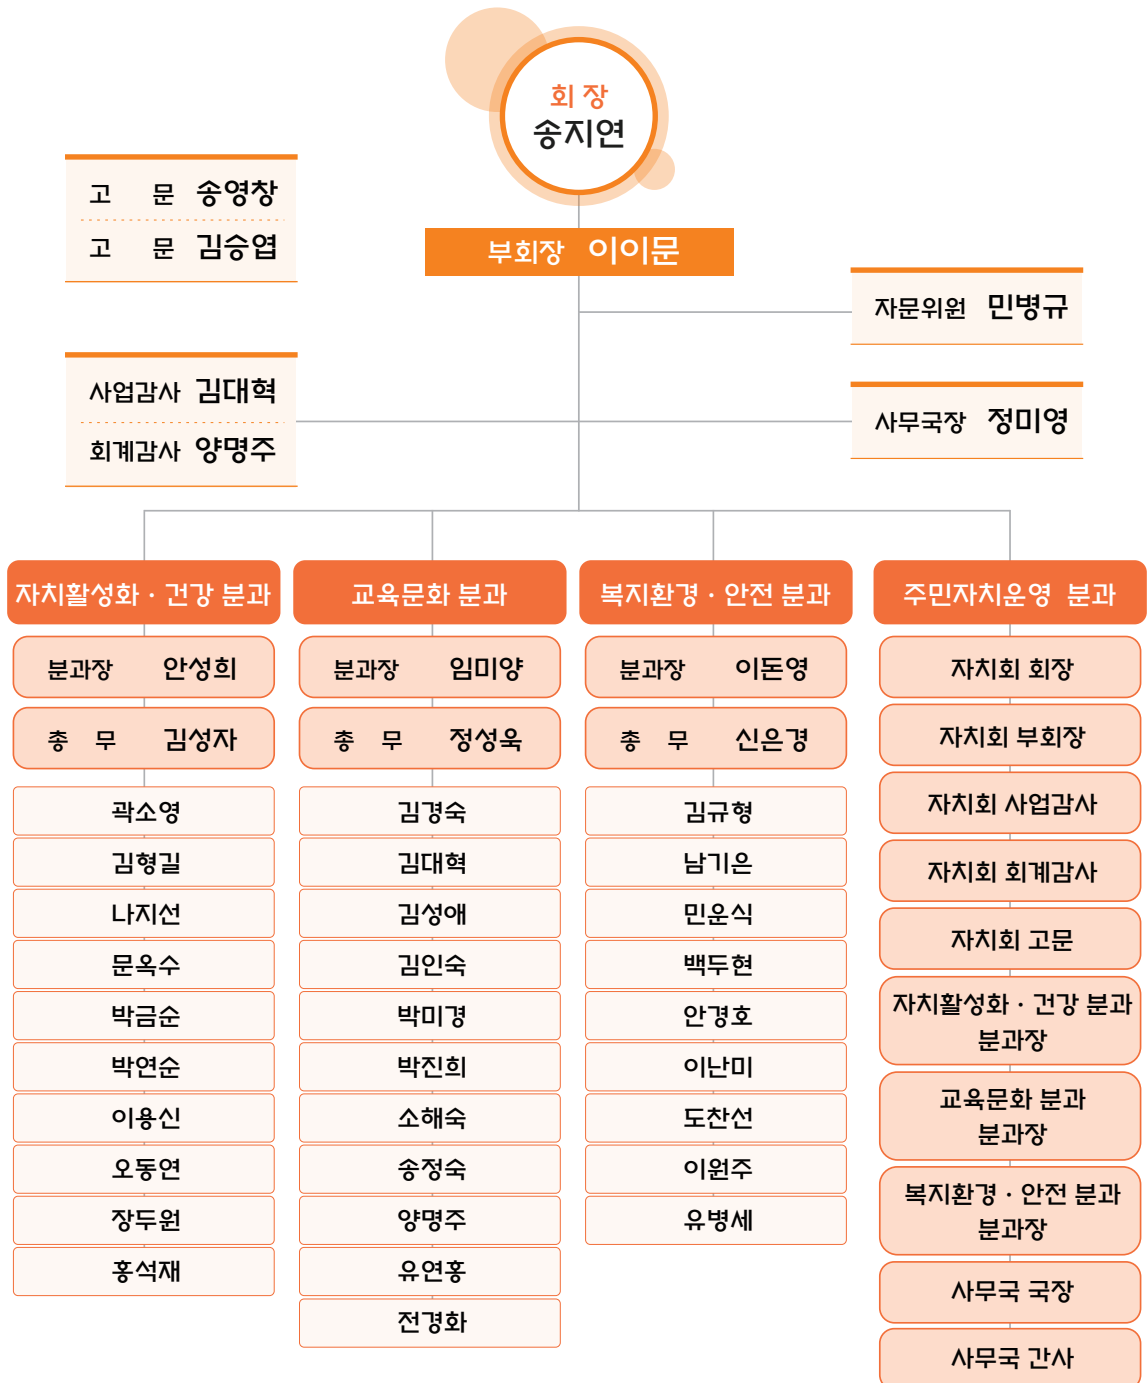 회 장
송지연
고 문 송영창
고 문 김승엽
부회장 이이문
자문위원 민병규
사업감사 김대혁
회계감사 양명주
사무국장 정미영
자치활성화 · 건강 분과
분과장 안성희
총 무 김성자
곽소영
김형길
나지선
문옥수
박금순
박연순
이용신
오동연
장두원
홍석재
교육문화 분과
분과장 임미양
총 무 정성욱
김경숙
김대혁
김성애
김인숙
박미경
박진희
소해숙
송정숙
양명주
유연홍
전경화
복지환경 · 안전 분과
분과장 이돈영
총 무 신은경
김규형
남기은
민운식
백두현
안경호
이난미
도찬선
이원주
유병세
주민자치운영 분과
자치회 회장
자치회 부회장
자치회 사업감사
자치회 회계감사
자치회 고문
자치활성화 · 건강 분과
분과장
교육문화 분과
분과장
복지환경 · 안전 분과
분과장
사무국 국장
사무국 간사